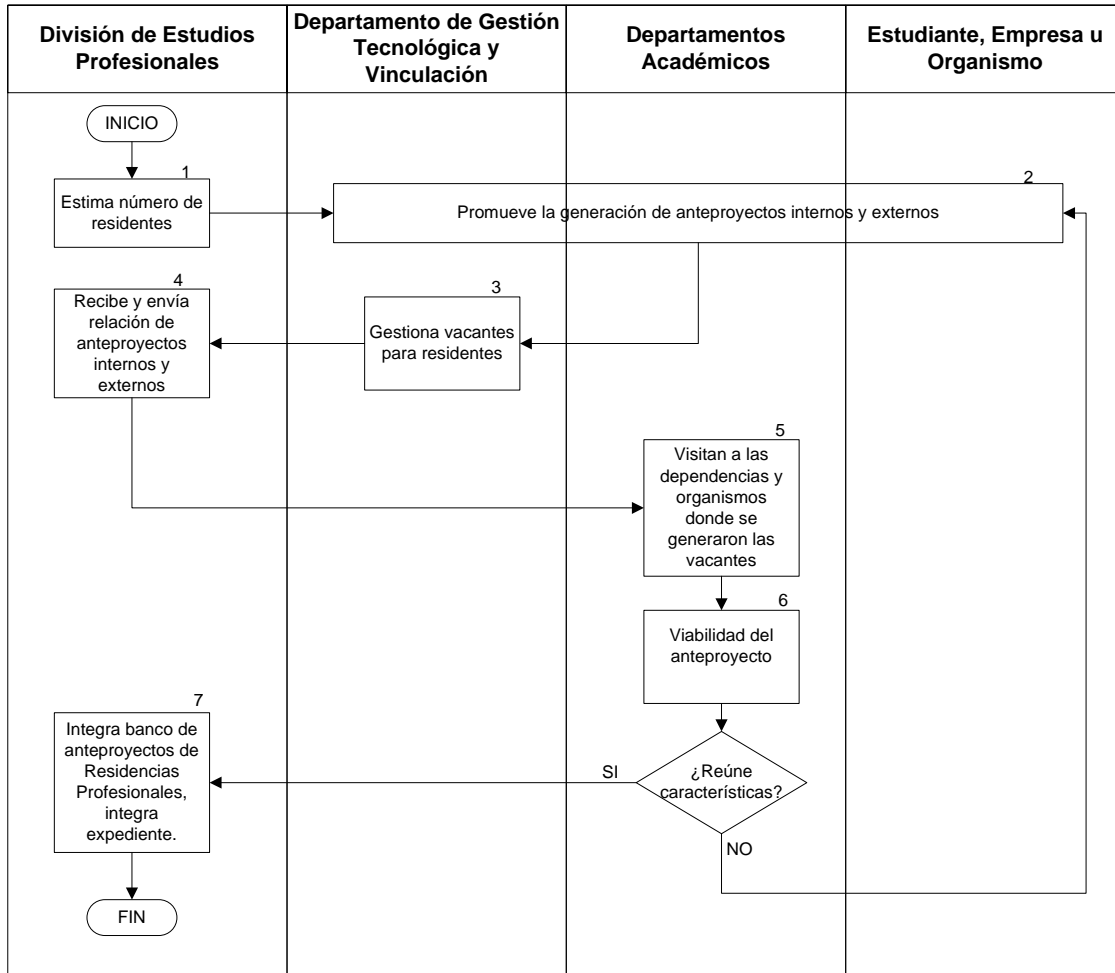 División de Estudios
Profesionales
Departamento de Gestión
Tecnológica y
Vinculación
Departamentos
Académicos
Estudiante, Empresa u
Organismo
INICIO
1
Estima número de
residentes
2
Promueve la generación de anteproyectos internos y externos
3
Gestiona vacantes
para residentes
4
Recibe y envía
relación de
anteproyectos
internos y
externos
5
Visitan a las
dependencias y
organismos
donde se
generaron las
vacantes
6
Viabilidad del
anteproyecto
¿Reúne
características?
SI
NO
7
Integra banco de
anteproyectos de
Residencias
Profesionales,
integra
expediente.
FIN